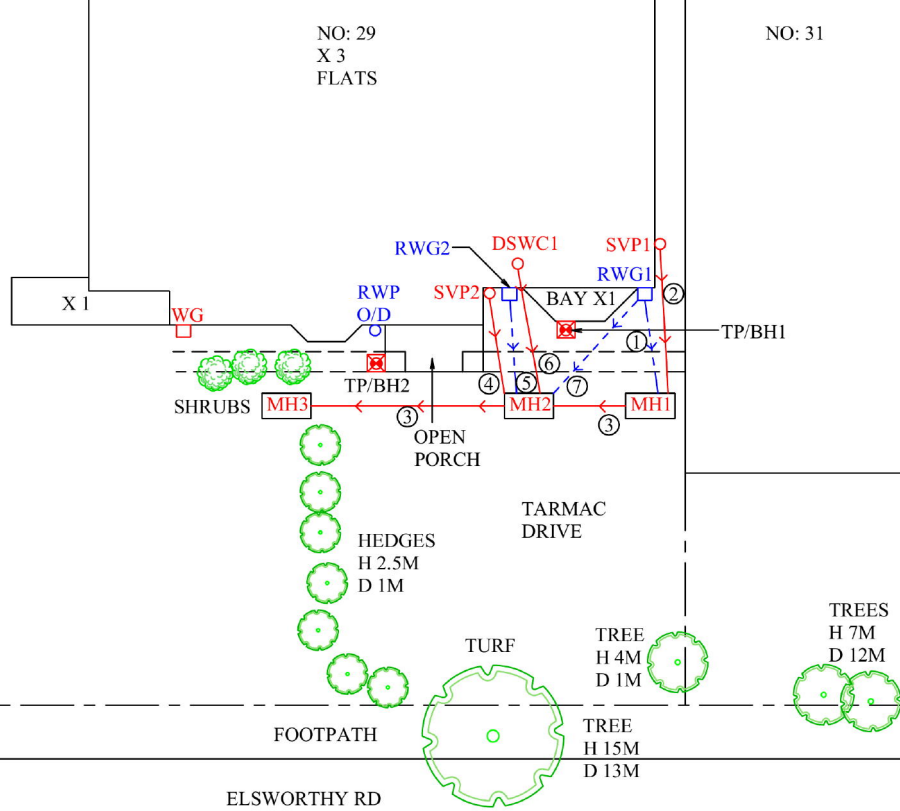 NO: 29
X 3
FLATS
NO: 31
RWG2
DSWC1
SVP1
RWG1
X 1
RWP
O/D
SVP2
BAY X1
2
WG
TP/BH1
1
TP/BH2
6
4
5
7
SHRUBS
MH3
3
MH2
3
MH1
OPEN
PORCH
TARMAC
DRIVE
HEDGES
H 2.5M
D 1M
TURF
TREE
H 4M
D 1M
TREES
H 7M
D 12M
FOOTPATH
TREE
H 15M
D 13M
ELSWORTHY RD